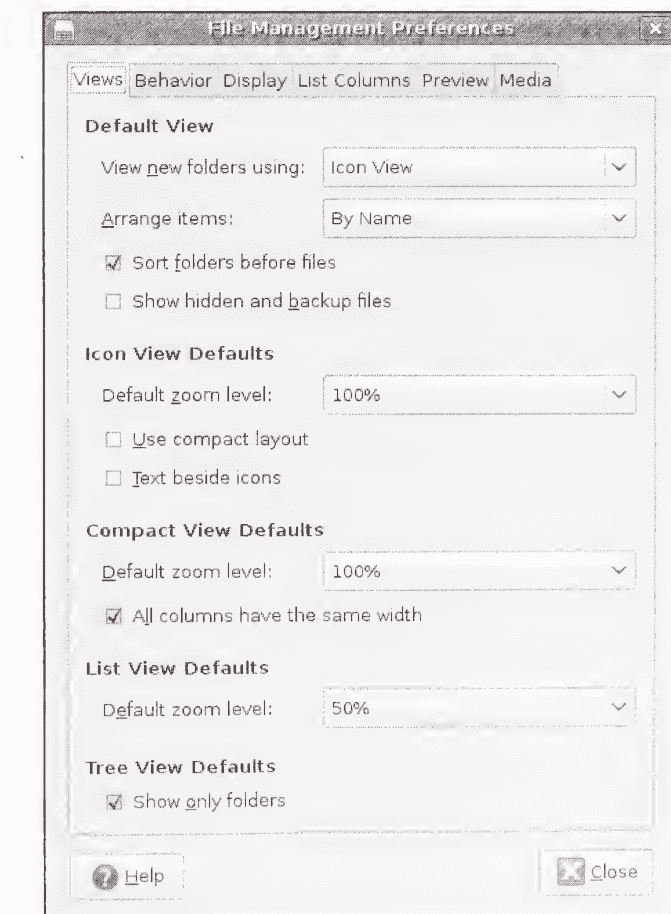 File Management Preferences
Views Behavior Display List Columns Preview Media
Default View
View new folders using: Icon View
Arrange items: By Name
Sort folders before files
Show hidden and backup files
Icon View Defaults
Default zoom level: 100%
Use compact layout
Text beside icons
Compact View Defaults
Default zoom level: 100%
All columns have the same width
List View Defaults
Default zoom level: 50%
Tree View Defaults
Show only folders
Help Close